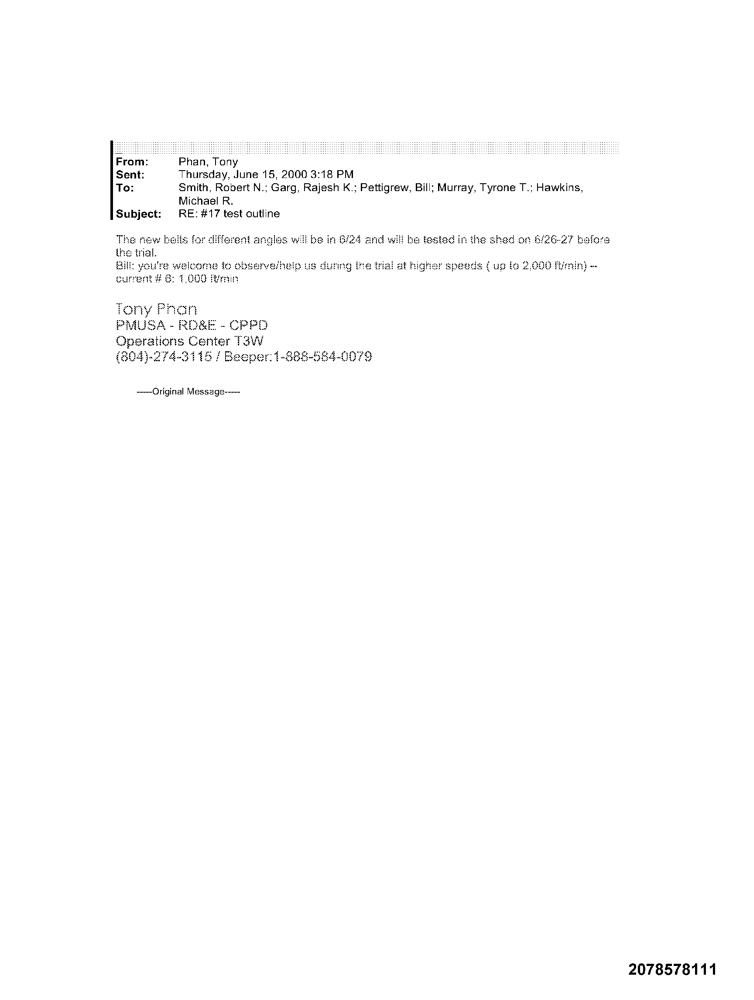 From: Phan, Tony
Sent: Thursday, June 15, 2000 3:18 PM
To: Smith, Robert N.; Garg, Rajesh K.; Pettigrew, Bill; Murray, Tyrone T.; Hawkins,
Michael R.
Subject: RE: #17 test outline
The new belts for different angles will be in 6/24 and will be tested in the shed on 6/26-27 before
the trial.
Bill: you're welcome to observe/help us during the trial at higher speeds ( up to 2,000 ft/min) --
current # 6: 1,000 ft/min
Tony Phan
PMUSA - RD&E - CPPD
Operations Center T3W
(804)-274-3115 / Beeper:1-888-584-0079
-----Original Message-----
2078578111